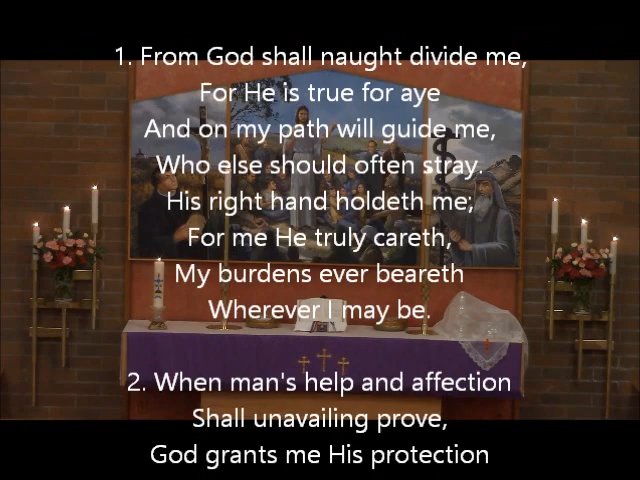 1. From God shall naught divide me,
For He is true for aye
And on my path will guide me,
Who else should often stray.
His right hand holdeth me;
For me He truly careth,
My burdens ever beareth
Wherever I may be.
2. When man's help and affection
Shall unavailing prove,
God grants me His protection